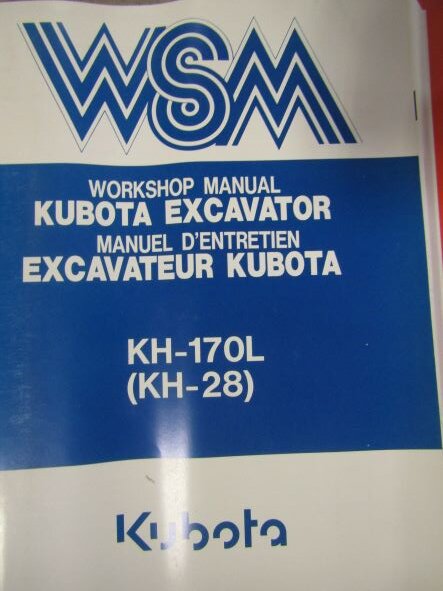 WSM
WORKSHOP MANUAL
KUBOTA EXCAVATOR
MANUEL D'ENTRETIEN
EXCAVATEUR KUBOTA
KH-170L
(KH-28)
Kubota